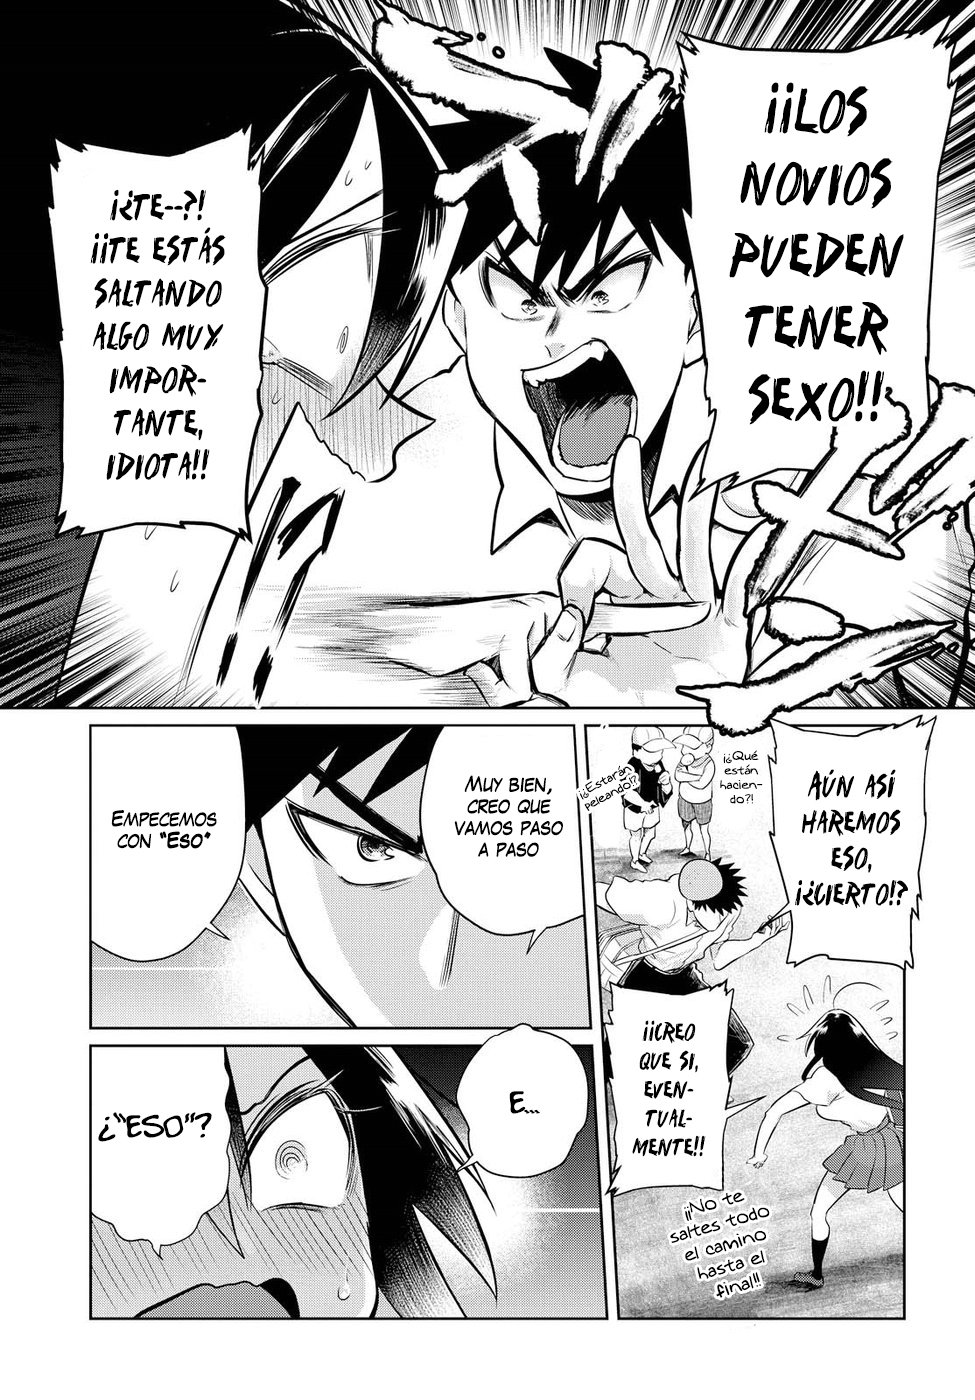 ¡¡LOS
NOVIOS
PUEDEN
TENER
SEXO!!
¡¿TE--?!
¡¡TE ESTÁS
SALTANDO
ALGO MUY
IMPOR-
TANTE,
IDIOTA!!
AÚN ASÍ
HAREMOS
ESO,
¡¿CIERTO!?
¡¿Qué
están
hacien-
do?!
¡¿Estarán
peleando!?
¡¡CREO
QUE SI,
EVEN-
TUAL-
MENTE!!
¡¡No te
saltes todo
el camino
hasta el
final!!
MUY BIEN,
CREO QUE
VAMOS PASO
A PASO
EMPECEMOS
CON "ESO"
E...
¿"ESO"?